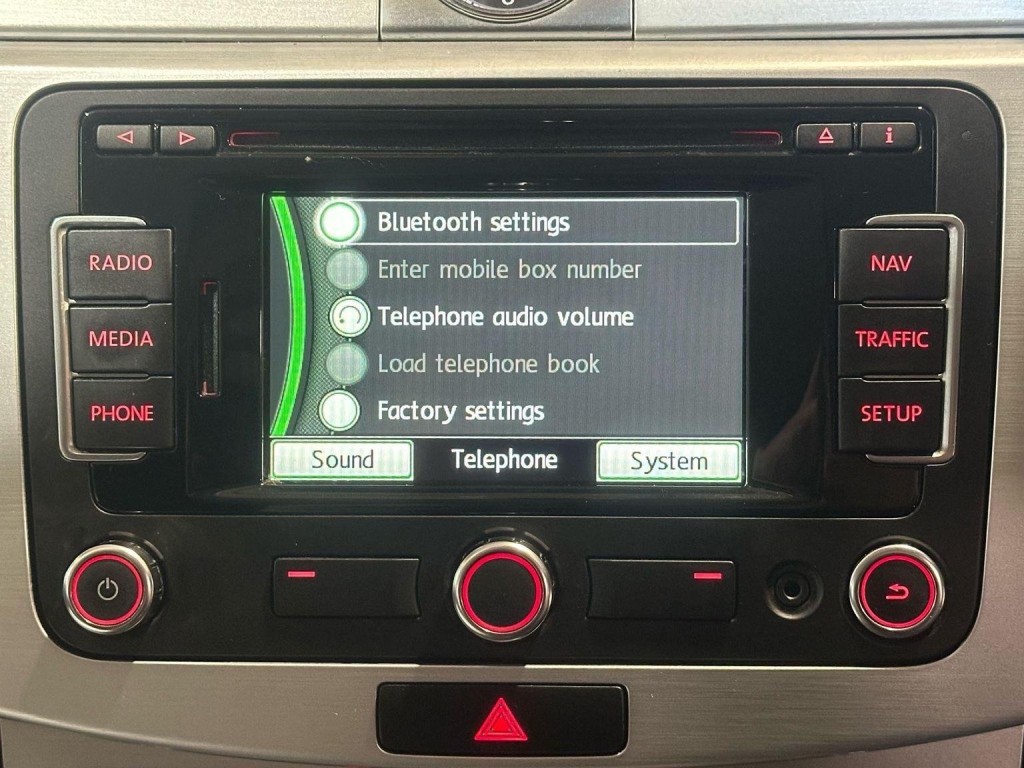 Bluetooth settings
RADIO
Enter mobile box number
NAV
MEDIA
Telephone audio volume
TRAFFIC
Load telephone book
PHONE
Factory settings
SETUP
Sound
Telephone
System
i